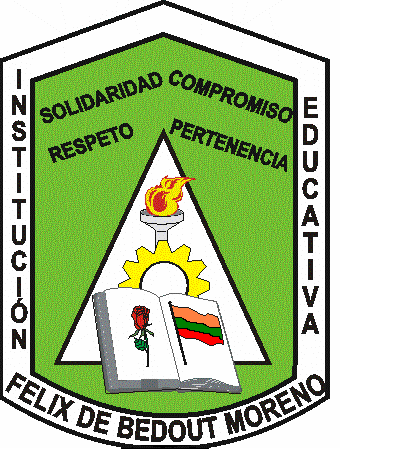 INSTITUCIÓN
EDUCATIVA
SOLIDARIDAD COMPROMISO
RESPETO PERTENENCIA
FELIX DE BEDOUT MORENO